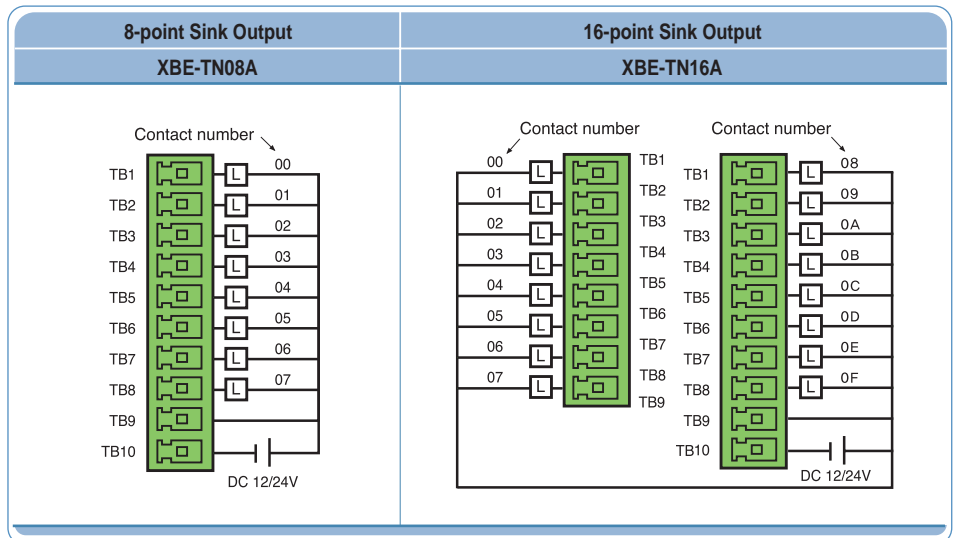 8-point Sink Output
16-point Sink Output
XBE-TN08A
XBE-TN16A
Contact number
TB1 L 00
TB2 L 01
TB3 L 02
TB4 L 03
TB5 L 04
TB6 L 05
TB7 L 06
TB8 L 07
TB9
TB10
DC 12/24V
Contact number
00 L TB1
01 L TB2
02 L TB3
03 L TB4
04 L TB5
05 L TB6
06 L TB7
07 L TB8
TB9
Contact number
TB1 L 08
TB2 L 09
TB3 L 0A
TB4 L 0B
TB5 L 0C
TB6 L 0D
TB7 L 0E
TB8 L 0F
TB9
TB10
DC 12/24V